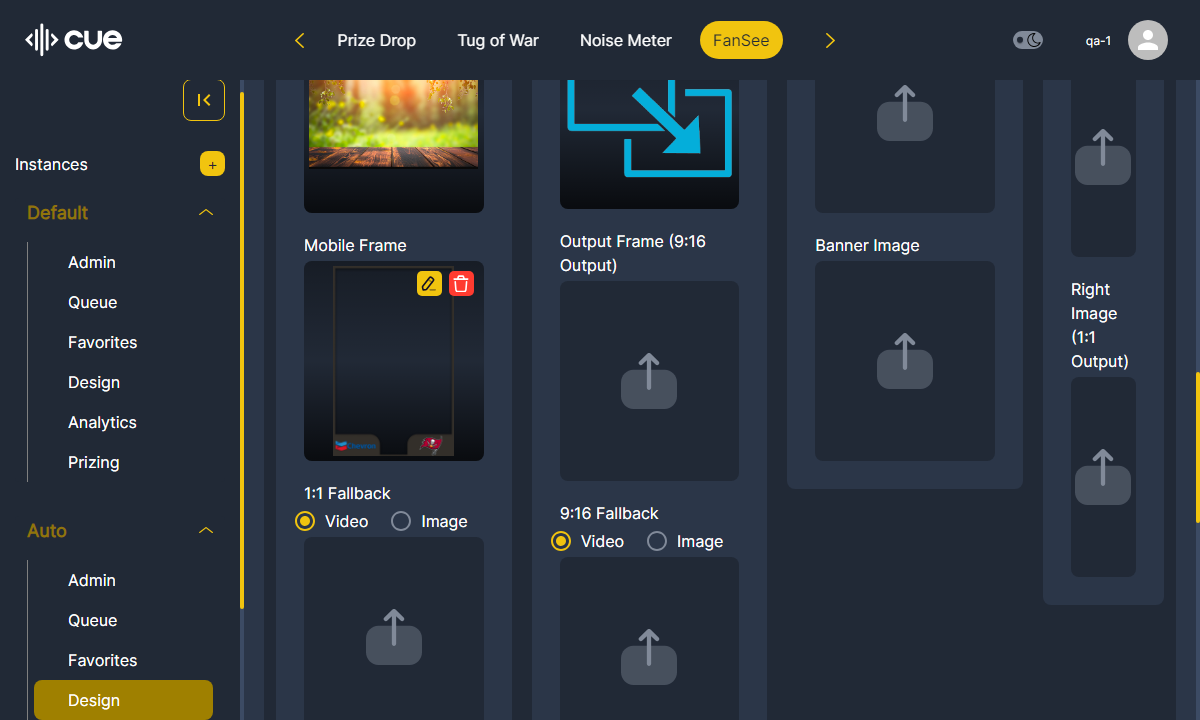 cue
Prize Drop
Tug of War
Noise Meter
FanSee
qa-1
Instances
+
Default
Admin
Queue
Favorites
Design
Analytics
Prizing
Auto
Admin
Queue
Favorites
Design
Mobile Frame
1:1 Fallback
Video
Image
Output Frame (9:16
Output)
9:16 Fallback
Video
Image
Banner Image
Right
Image
(1:1
Output)